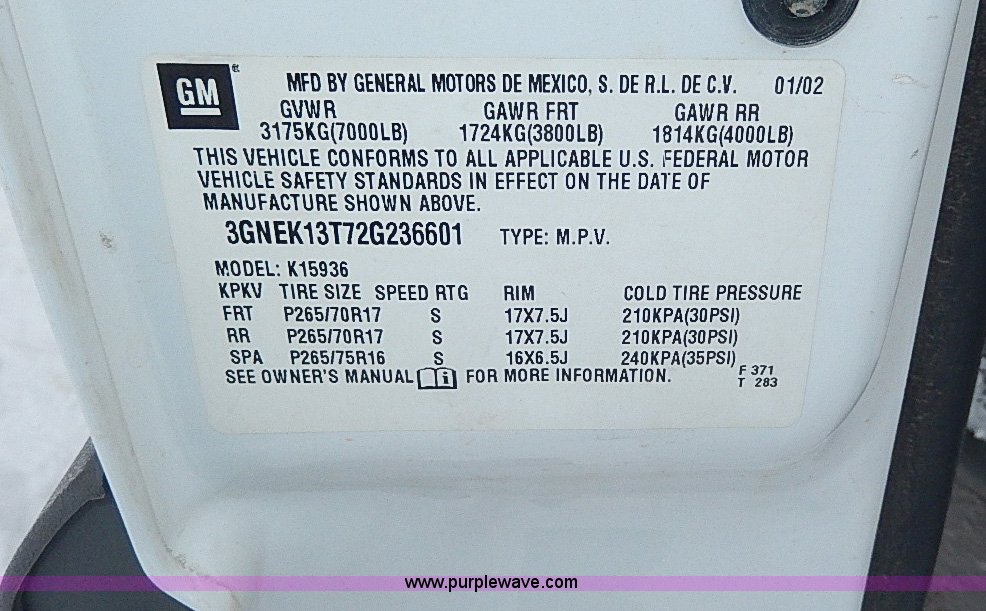 GM
MFD BY GENERAL MOTORS DE MEXICO, S. DE R.L. DE C.V. 01/02
GVWR GAWR FRT GAWR RR
3175KG(7000LB) 1724KG(3800LB) 1814KG(4000LB)
THIS VEHICLE CONFORMS TO ALL APPLICABLE U.S. FEDERAL MOTOR
VEHICLE SAFETY STANDARDS IN EFFECT ON THE DATE OF
MANUFACTURE SHOWN ABOVE.
3GNEK13T72G236601 TYPE: M.P.V.
MODEL: K15936
KPKV TIRE SIZE SPEED RTG RIM COLD TIRE PRESSURE
FRT P265/70R17 S 17X7.5J 210KPA(30PSI)
RR P265/70R17 S 17X7.5J 210KPA(30PSI)
SPA P265/75R16 S 16X6.5J 240KPA(35PSI)
SEE OWNER'S MANUAL FOR MORE INFORMATION. F 371
T 283
www.purplewave.com